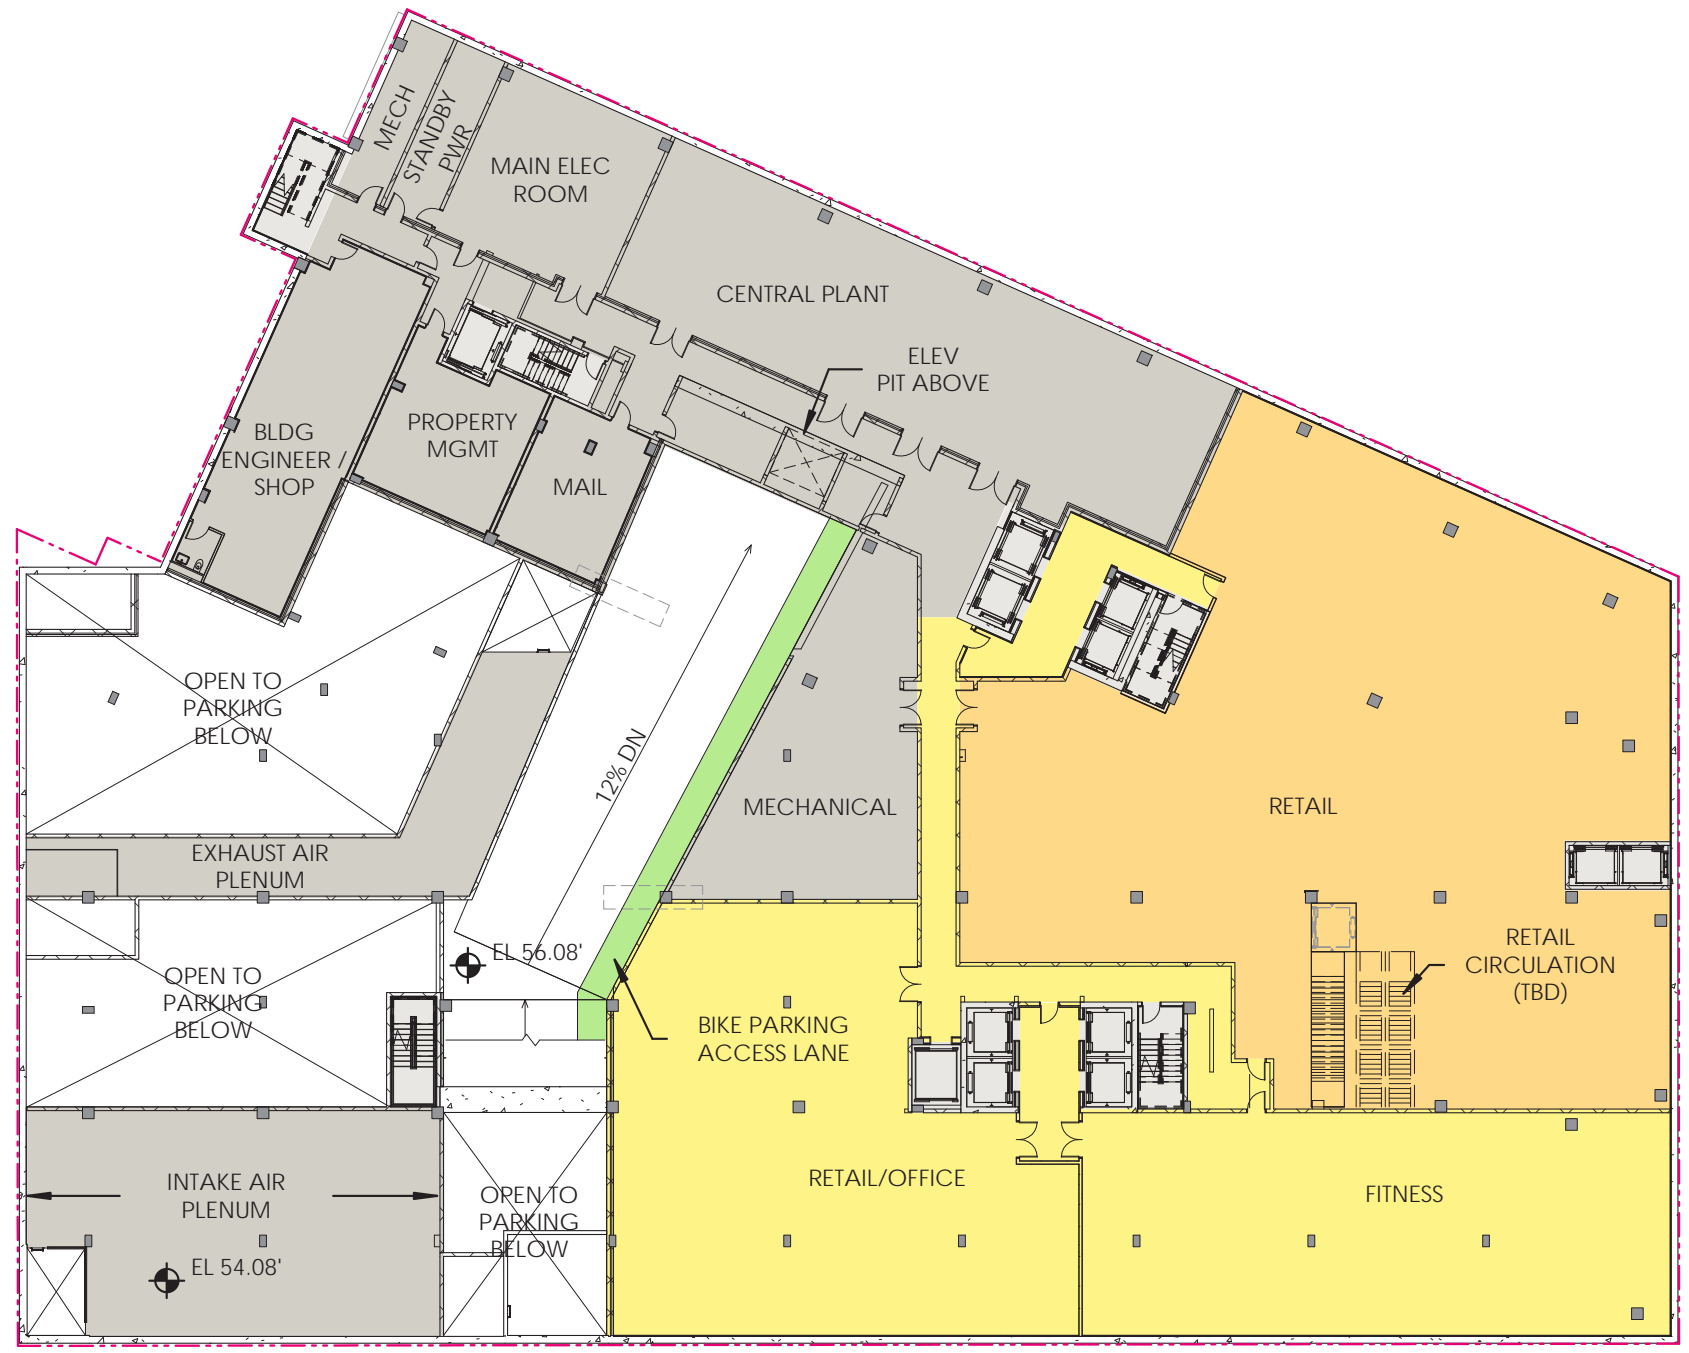 MECH
STANDBY
PWR
MAIN ELEC
ROOM
CENTRAL PLANT
ELEV
PIT ABOVE
BLDG
ENGINEER /
SHOP
PROPERTY
MGMT
MAIL
OPEN TO
PARKING
BELOW
12% DN
MECHANICAL
RETAIL
EXHAUST AIR
PLENUM
EL 56.08'
OPEN TO
PARKING
BELOW
BIKE PARKING
ACCESS LANE
RETAIL
CIRCULATION
(TBD)
INTAKE AIR
PLENUM
OPEN TO
PARKING
BELOW
RETAIL/OFFICE
FITNESS
EL 54.08'